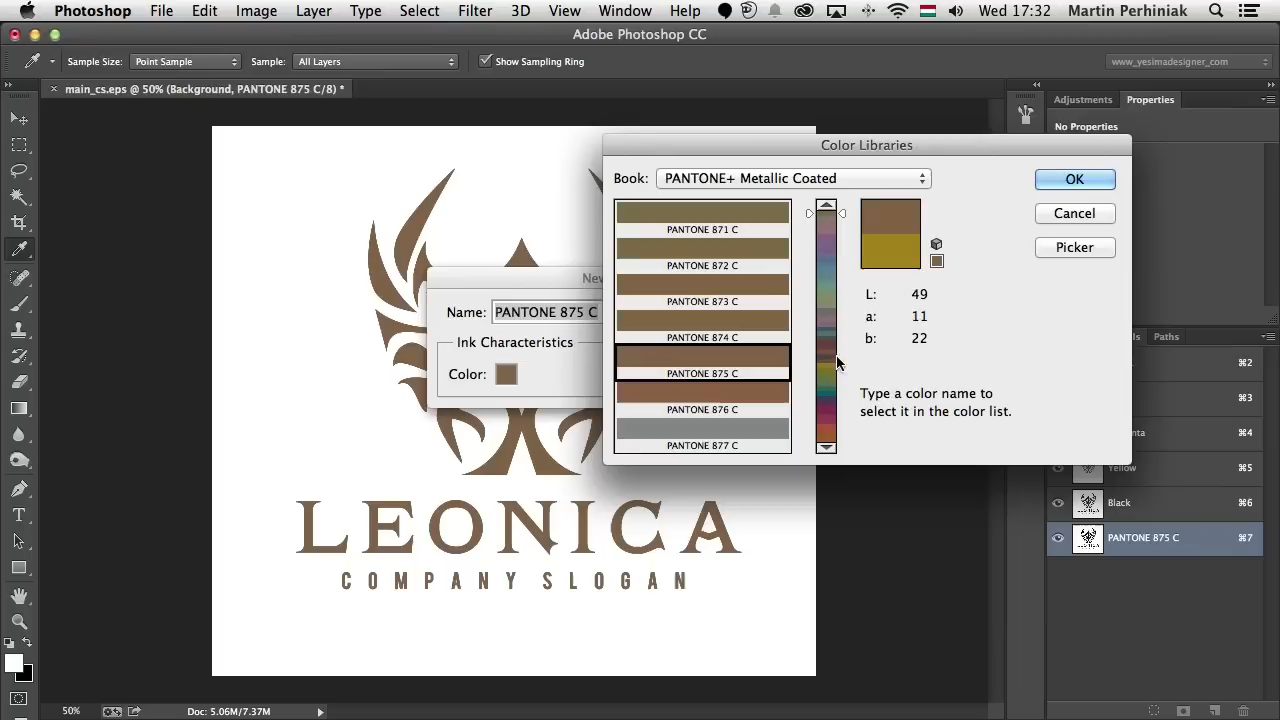 Photoshop File Edit Image Layer Type Select Filter 3D View Window Help Wed 17:32 Martin Perhiniak
Adobe Photoshop CC
Sample Size: Point Sample Sample: All Layers Show Sampling Ring www_yesimadesigner_com
main_cs.eps @ 50% (Background, PANTONE 875 C/8) *
Adjustments Properties
No Properties
Color Libraries
Book: PANTONE+ Metallic Coated
OK
Cancel
Picker
PANTONE 871 C
PANTONE 872 C
PANTONE 873 C
PANTONE 874 C
PANTONE 875 C
PANTONE 876 C
PANTONE 877 C
L: 49
a: 11
b: 22
Type a color name to
select it in the color list.
Name: PANTONE 875 C
Ink Characteristics
Color:
Paths
⌘2
⌘3
⌘4
Yellow ⌘5
Black ⌘6
PANTONE 875 C ⌘7
LEONICA
COMPANY SLOGAN
50% Doc: 5.06M/7.37M